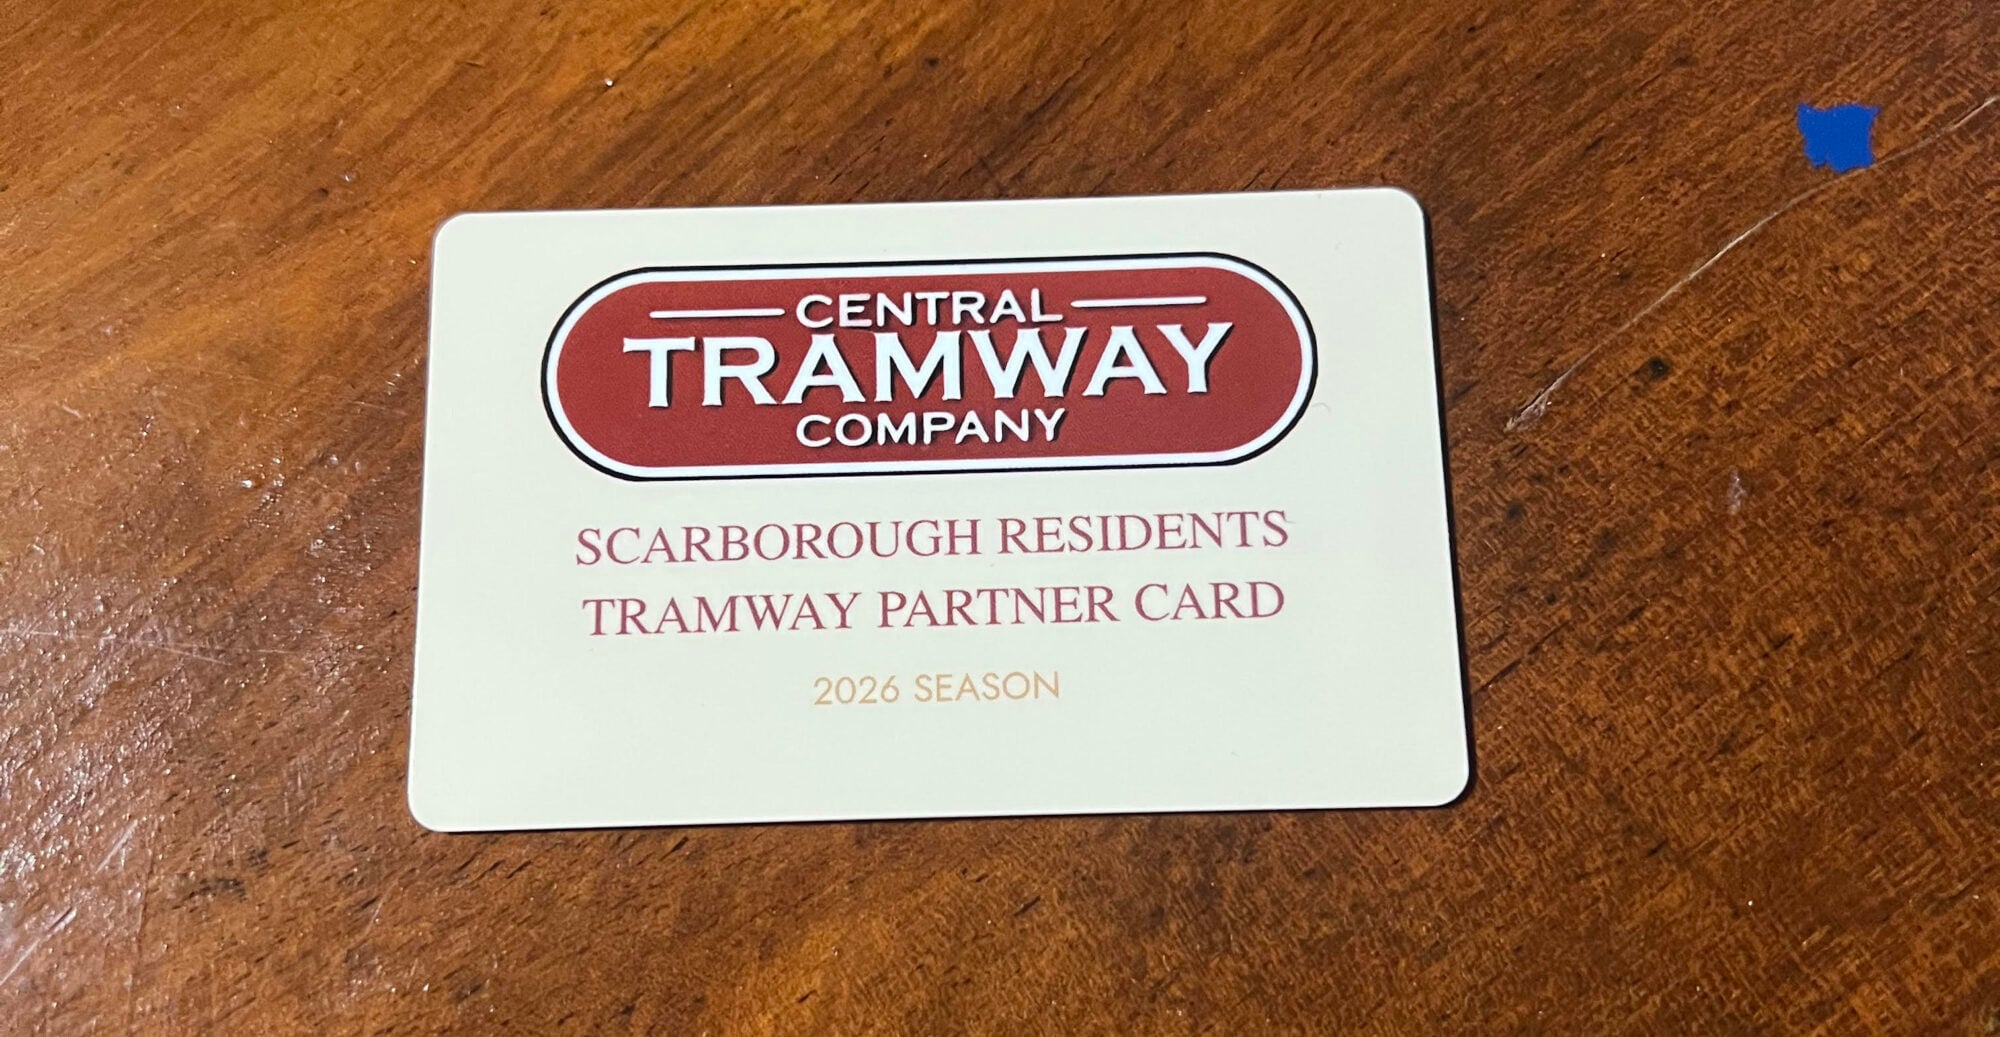 CENTRAL
TRAMWAY
COMPANY
SCARBOROUGH RESIDENTS
TRAMWAY PARTNER CARD
2026 SEASON